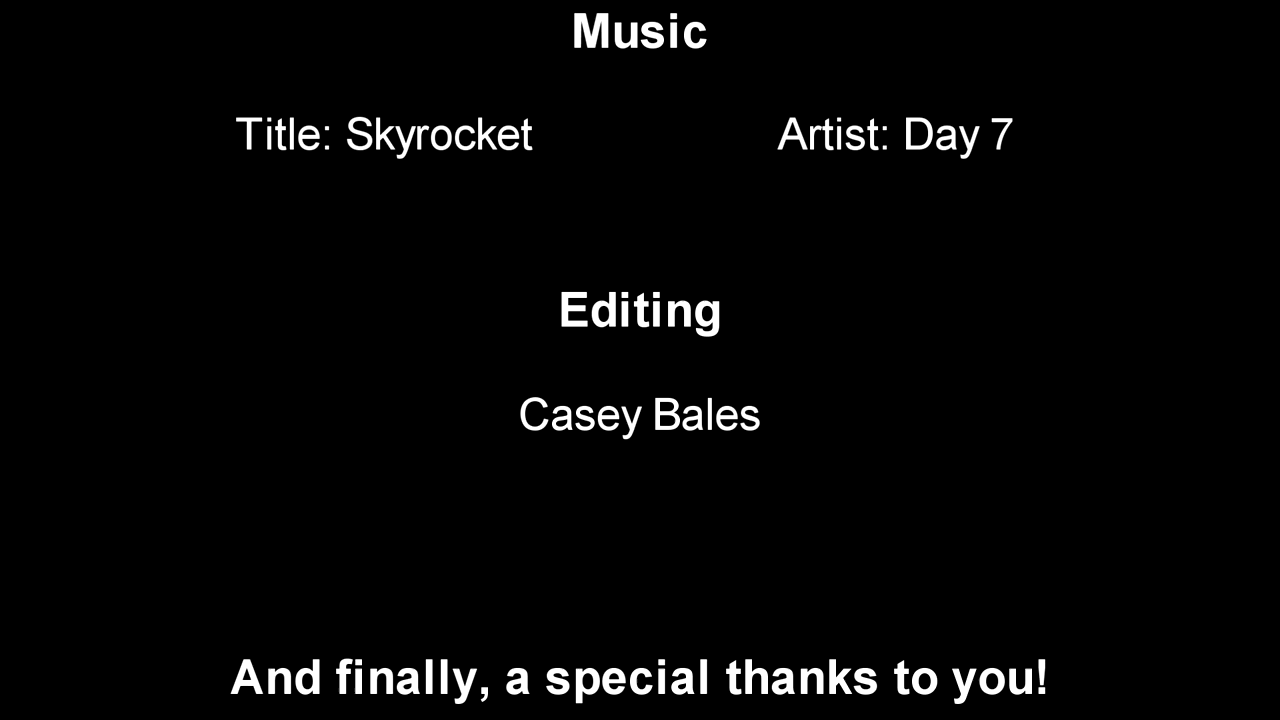 Music
Title: Skyrocket Artist: Day 7
Editing
Casey Bales
And finally, a special thanks to you!